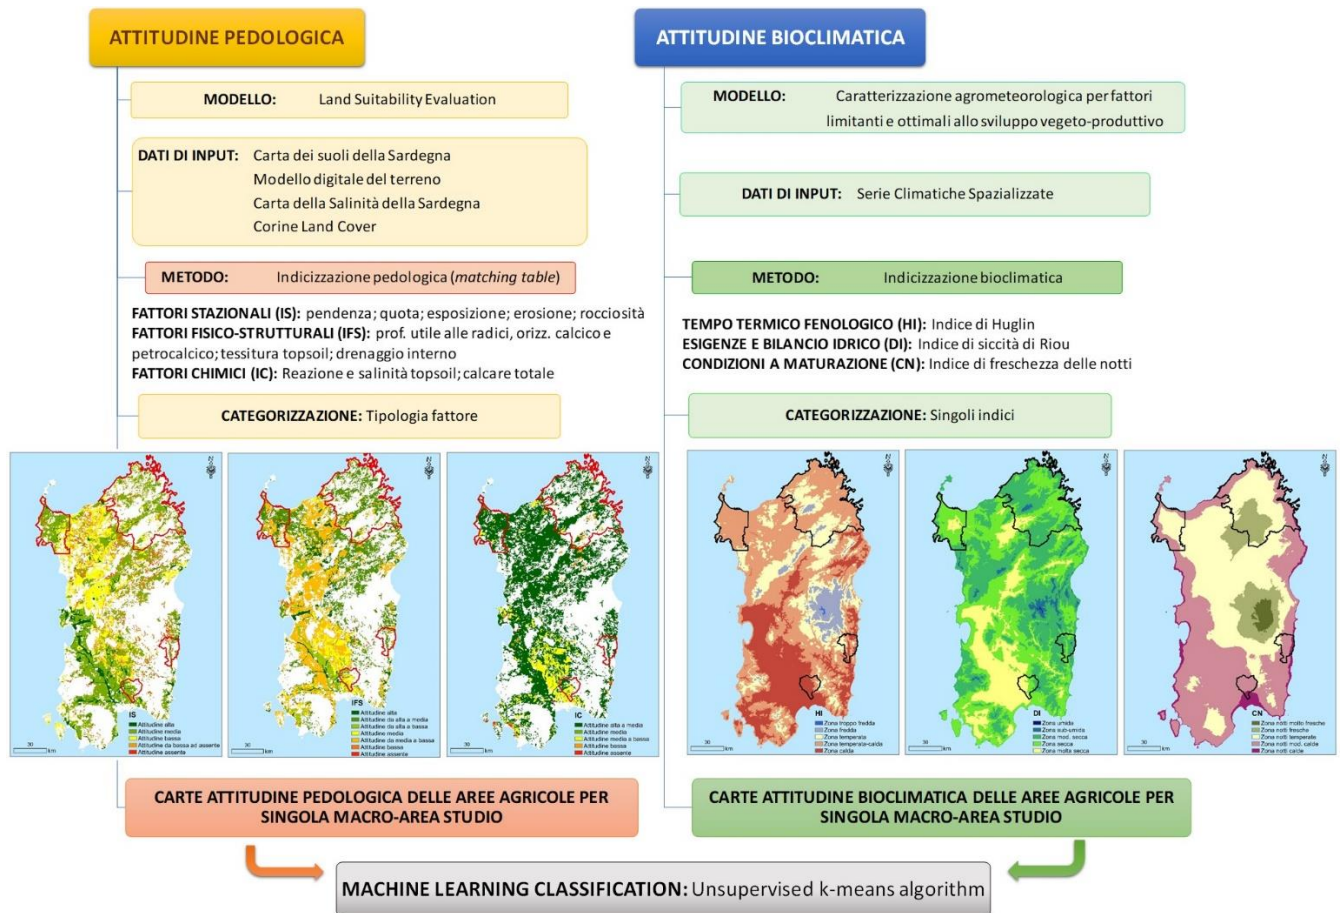 ATTITUDINE PEDOLOGICA
MODELLO: Land Suitability Evaluation
DATI DI INPUT: Carta dei suoli della Sardegna
Modello digitale del terreno
Carta della Salinità della Sardegna
Corine Land Cover
METODO: Indicizzazione pedologica (matching table)
FATTORI STAZIONALI (IS): pendenza; quota; esposizione; erosione; rocciosità
FATTORI FISICO-STRUTTURALI (IFS): prof. utile alle radici, orizz. calcico e
petrocalcico; tessitura topsoil; drenaggio interno
FATTORI CHIMICI (IC): Reazione e salinità topsoil; calcare totale
CATEGORIZZAZIONE: Tipologia fattore
N
IS
Attitudine alta
Attitudine media
Attitudine bassa
Attitudine da bassa ad assente
Attitudine assente
30
km
N
IFS
Attitudine alta
Attitudine da alta a media
Attitudine da alta a bassa
Attitudine media
Attitudine da media a bassa
Attitudine bassa
Attitudine assente
30
km
N
IC
Attitudine alta a media
Attitudine media
Attitudine media a bassa
Attitudine bassa
Attitudine assente
30
km
CARTE ATTITUDINE PEDOLOGICA DELLE AREE AGRICOLE PER
SINGOLA MACRO-AREA STUDIO
ATTITUDINE BIOCLIMATICA
MODELLO: Caratterizzazione agrometeorologica per fattori
limitanti e ottimali allo sviluppo vegeto-produttivo
DATI DI INPUT: Serie Climatiche Spazializzate
METODO: Indicizzazione bioclimatica
TEMPO TERMICO FENOLOGICO (HI): Indice di Huglin
ESIGENZE E BILANCIO IDRICO (DI): Indice di siccità di Riou
CONDIZIONI A MATURAZIONE (CN): Indice di freschezza delle notti
CATEGORIZZAZIONE: Singoli indici
N
HI
Zona troppo fredda
Zona fredda
Zona temperata
Zona temperata-calda
Zona calda
30
km
N
DI
Zona umida
Zona sub-umida
Zona mod. secca
Zona secca
Zona molto secca
30
km
N
CN
Zona notti molto fresche
Zona notti fresche
Zona notti temperate
Zona notti mod. calde
Zona notti calde
30
km
CARTE ATTITUDINE BIOCLIMATICA DELLE AREE AGRICOLE PER
SINGOLA MACRO-AREA STUDIO
MACHINE LEARNING CLASSIFICATION: Unsupervised k-means algorithm